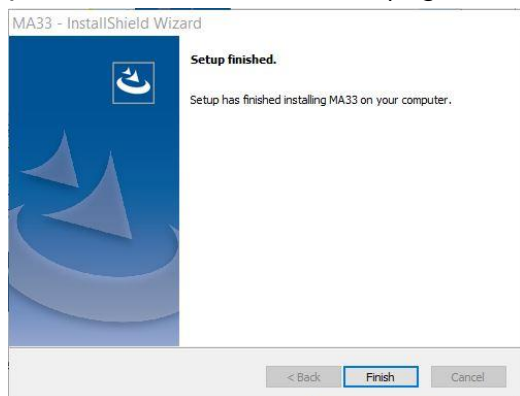 MA33 - InstallShield Wizard
Setup finished.
Setup has finished installing MA33 on your computer.
< Back Finish Cancel